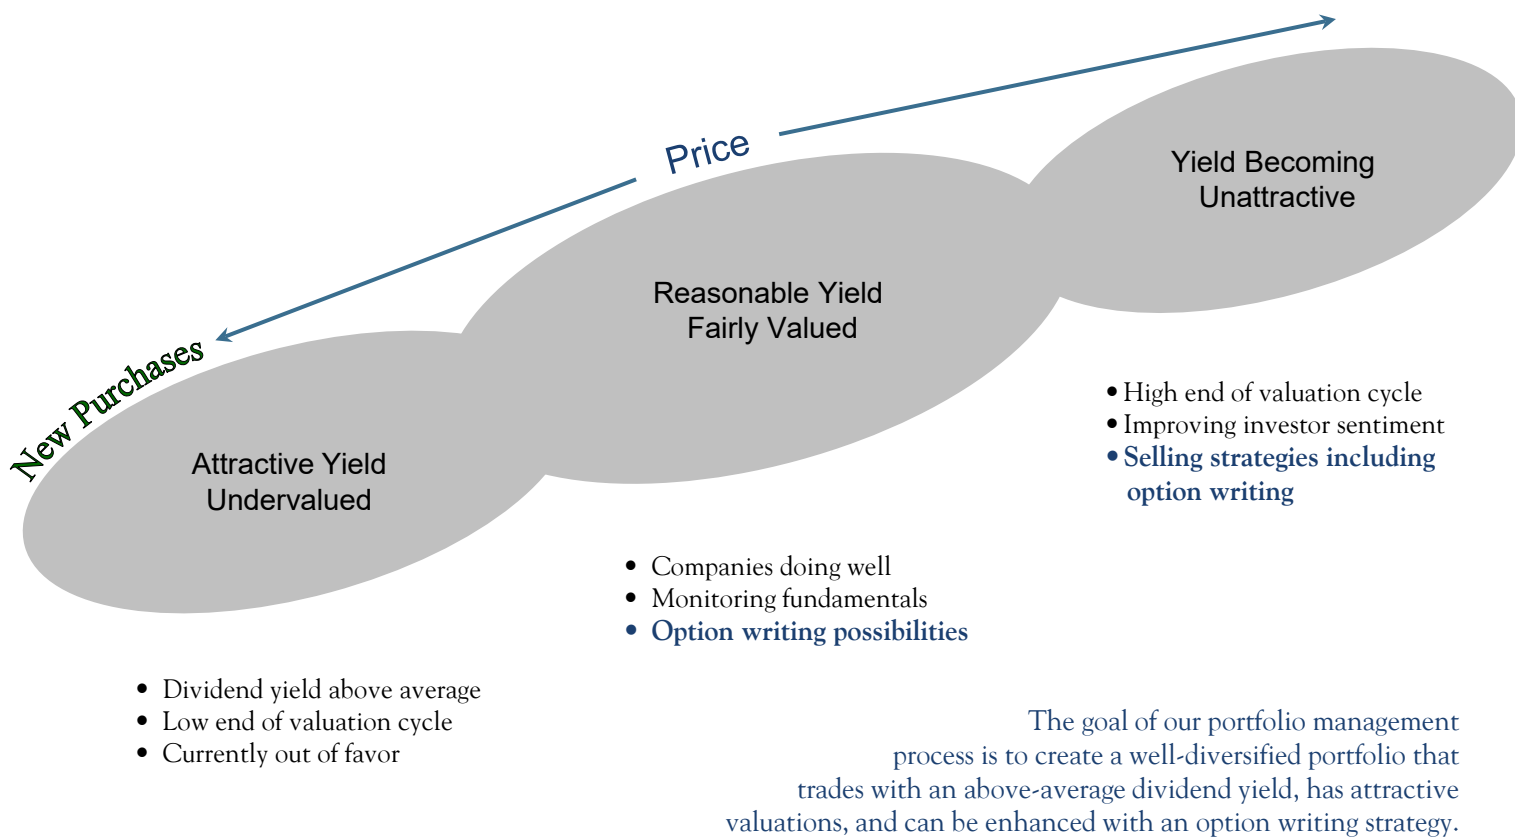 Price
Yield Becoming
Unattractive
Reasonable Yield
Fairly Valued
New Purchases
Attractive Yield
Undervalued
• High end of valuation cycle
• Improving investor sentiment
• Selling strategies including
option writing
• Companies doing well
• Monitoring fundamentals
• Option writing possibilities
• Dividend yield above average
• Low end of valuation cycle
• Currently out of favor
The goal of our portfolio management
process is to create a well-diversified portfolio that
trades with an above-average dividend yield, has attractive
valuations, and can be enhanced with an option writing strategy.